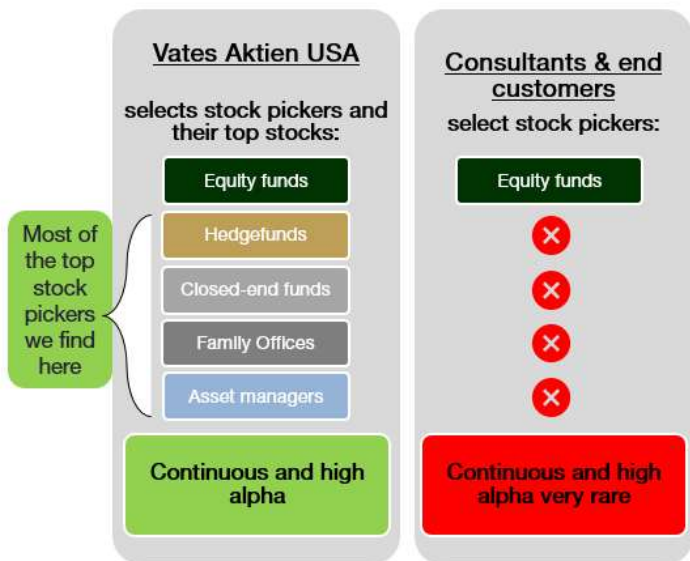 Vates Aktien USA
selects stock pickers and
their top stocks:
Equity funds
Most of
the top
stock
pickers
we find
here
Hedgefunds
Closed-end funds
Family Offices
Asset managers
Continuous and high
alpha
Consultants & end
customers
select stock pickers:
Equity funds
Continuous and high
alpha very rare